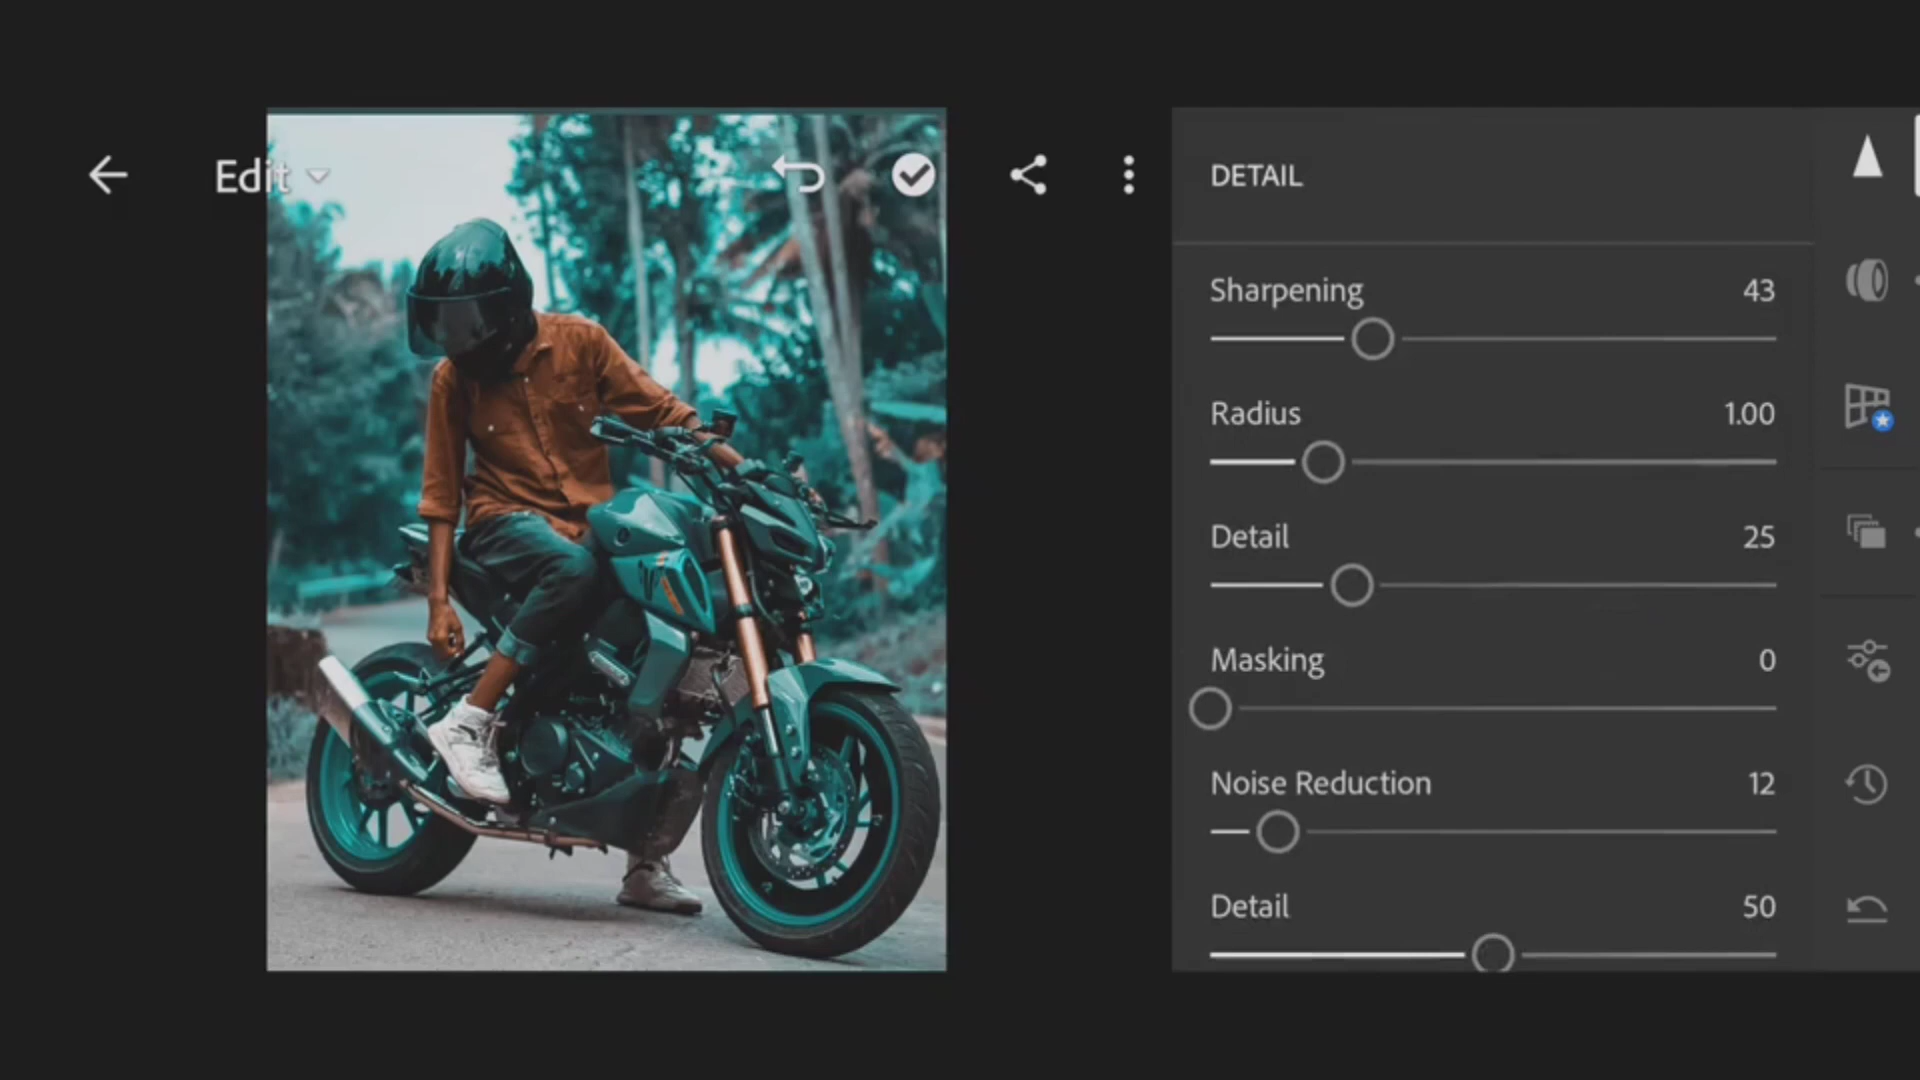 Edit
DETAIL
Sharpening 43
Radius 1.00
Detail 25
Masking 0
Noise Reduction 12
Detail 50